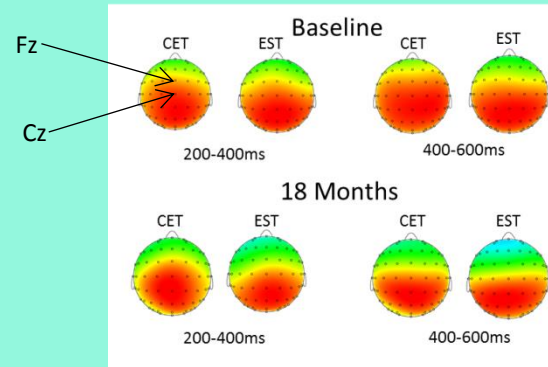 Baseline
Fz
CET EST CET EST
Cz
200-400ms 400-600ms
18 Months
CET EST CET EST
200-400ms 400-600ms